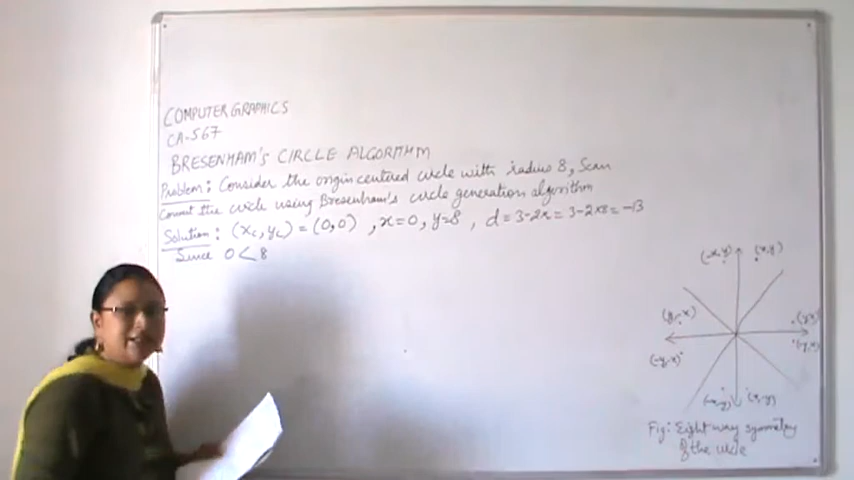 COMPUTER GRAPHICS
CA-567
BRESENHAM'S CIRCLE ALGORITHM
Problem: Consider the origin centered circle with radius 8, Scan
Convert the circle using Bresenham's circle generation algorithm
Solution: (xc, yc) = (0,0) , x=0, y=8 , d = 3-2r = 3-2x8 = -13
Since 0 < 8
(-x,y) (x,y)
(-y,-x)
(-x,-y) (x,-y)
Fig: Eight way symmetry
of the circle